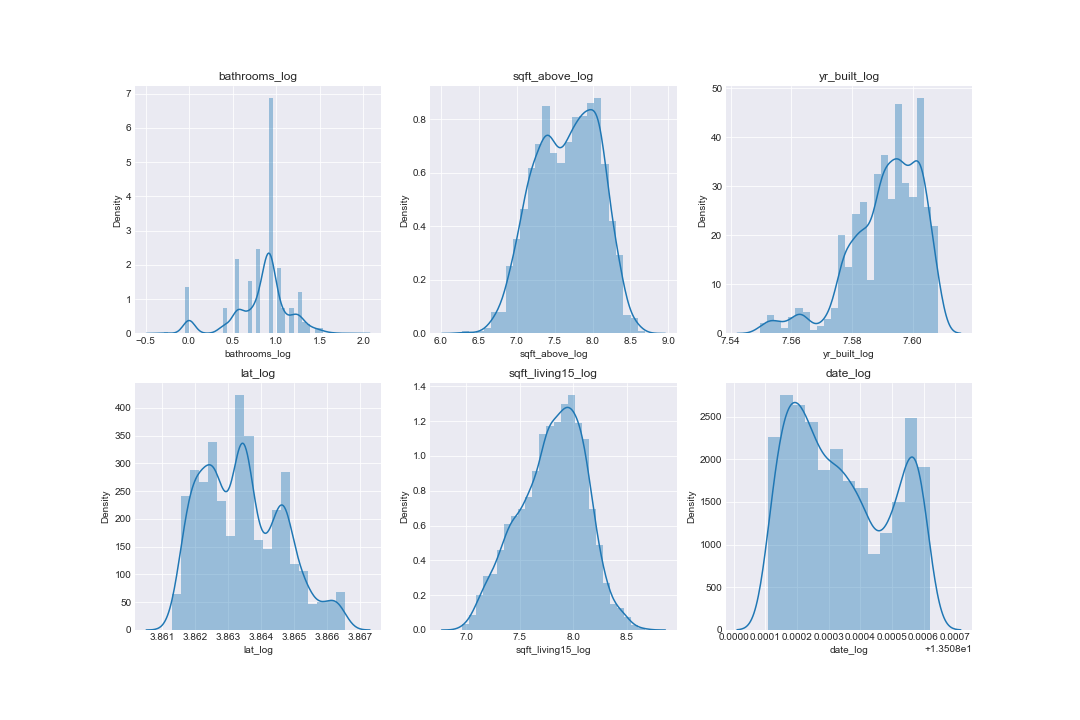 bathrooms_log
sqft_above_log
yr_built_log
7
6
5
4
3
2
1
0
Density
-0.5 0.0 0.5 1.0 1.5 2.0
bathrooms_log
0.8
0.6
0.4
0.2
0.0
Density
6.0 6.5 7.0 7.5 8.0 8.5 9.0
sqft_above_log
50
40
30
20
10
0
Density
7.54 7.56 7.58 7.60
yr_built_log
lat_log
sqft_living15_log
date_log
400
350
300
250
200
150
100
50
0
Density
3.861 3.862 3.863 3.864 3.865 3.866 3.867
lat_log
1.4
1.2
1.0
0.8
0.6
0.4
0.2
0.0
Density
7.0 7.5 8.0 8.5
sqft_living15_log
2500
2000
1500
1000
500
0
Density
0.0000 0.0001 0.0002 0.0003 0.0004 0.0005 0.0006 0.0007
date_log
+1.3508e1